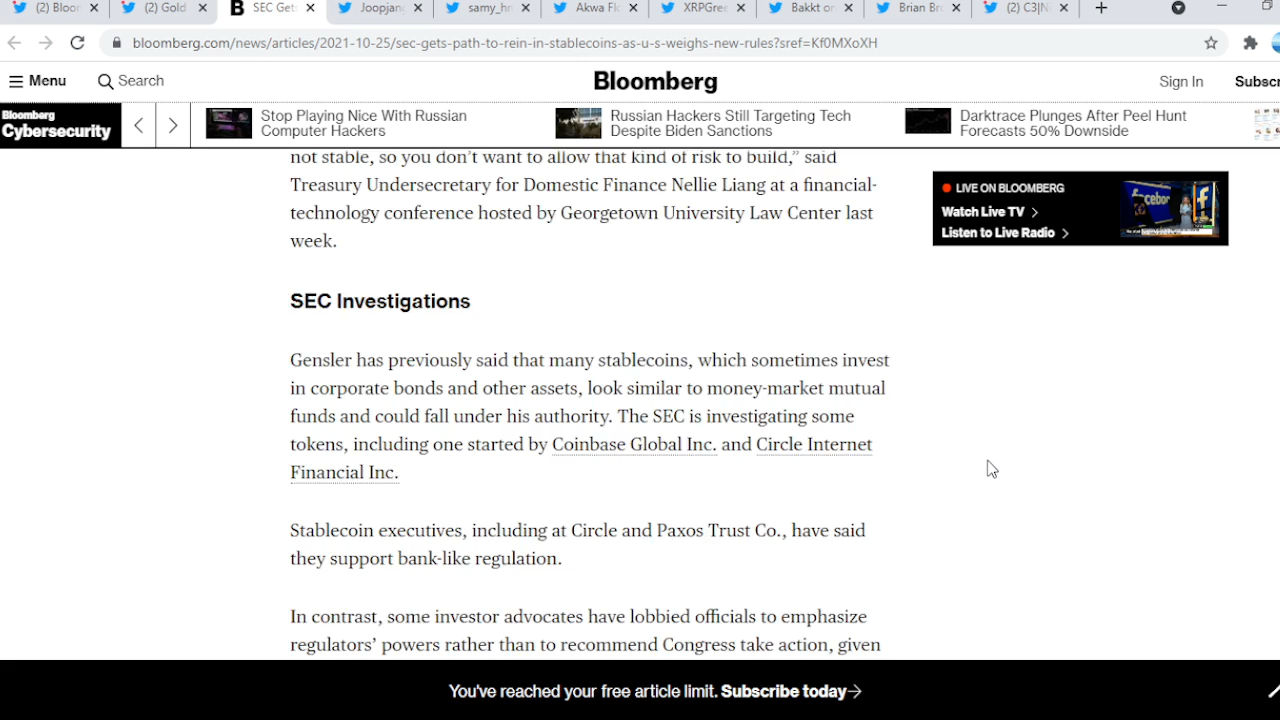 (2) Bloon
(2) Gold
B SEC Get
Joopjan
samy_hn
Akwa Fl
XRPGree
Bakkt or
Brian Br
(2) C3|N
bloomberg.com/news/articles/2021-10-25/sec-gets-path-to-rein-in-stablecoins-as-u-s-weighs-new-rules?sref=Kf0MXoXH
Menu Search Bloomberg Sign In Subsc
Bloomberg
Cybersecurity
Stop Playing Nice With Russian
Computer Hackers
Russian Hackers Still Targeting Tech
Despite Biden Sanctions
Darktrace Plunges After Peel Hunt
Forecasts 50% Downside
not stable, so you don't want to allow that kind of risk to build,” said
Treasury Undersecretary for Domestic Finance Nellie Liang at a financial-
technology conference hosted by Georgetown University Law Center last
week.
LIVE ON BLOOMBERG
Watch Live TV
Listen to Live Radio
SEC Investigations
Gensler has previously said that many stablecoins, which sometimes invest
in corporate bonds and other assets, look similar to money-market mutual
funds and could fall under his authority. The SEC is investigating some
tokens, including one started by Coinbase Global Inc. and Circle Internet
Financial Inc.
Stablecoin executives, including at Circle and Paxos Trust Co., have said
they support bank-like regulation.
In contrast, some investor advocates have lobbied officials to emphasize
regulators' powers rather than to recommend Congress take action, given
You've reached your free article limit. Subscribe today→